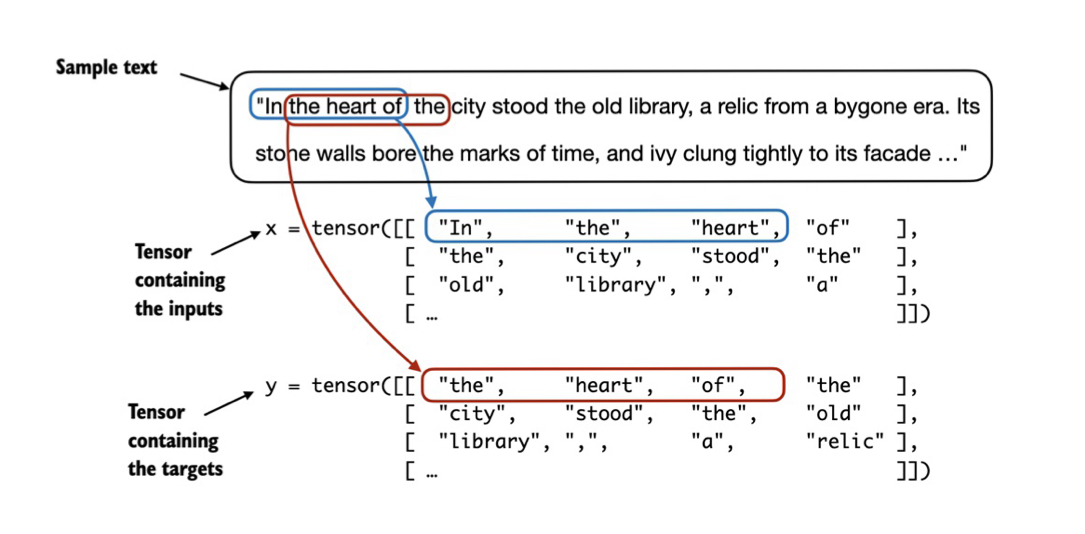 Sample text
"In the heart of the city stood the old library, a relic from a bygone era. Its
stone walls bore the marks of time, and ivy clung tightly to its facade ..."
x = tensor([[ "In", "the", "heart", "of" ],
[ "the", "city", "stood", "the" ],
[ "old", "library", ",", "a" ],
[ … ]])
Tensor
containing
the inputs
y = tensor([[ "the", "heart", "of", "the" ],
[ "city", "stood", "the", "old" ],
[ "library", ",", "a", "relic" ],
[ … ]])
Tensor
containing
the targets